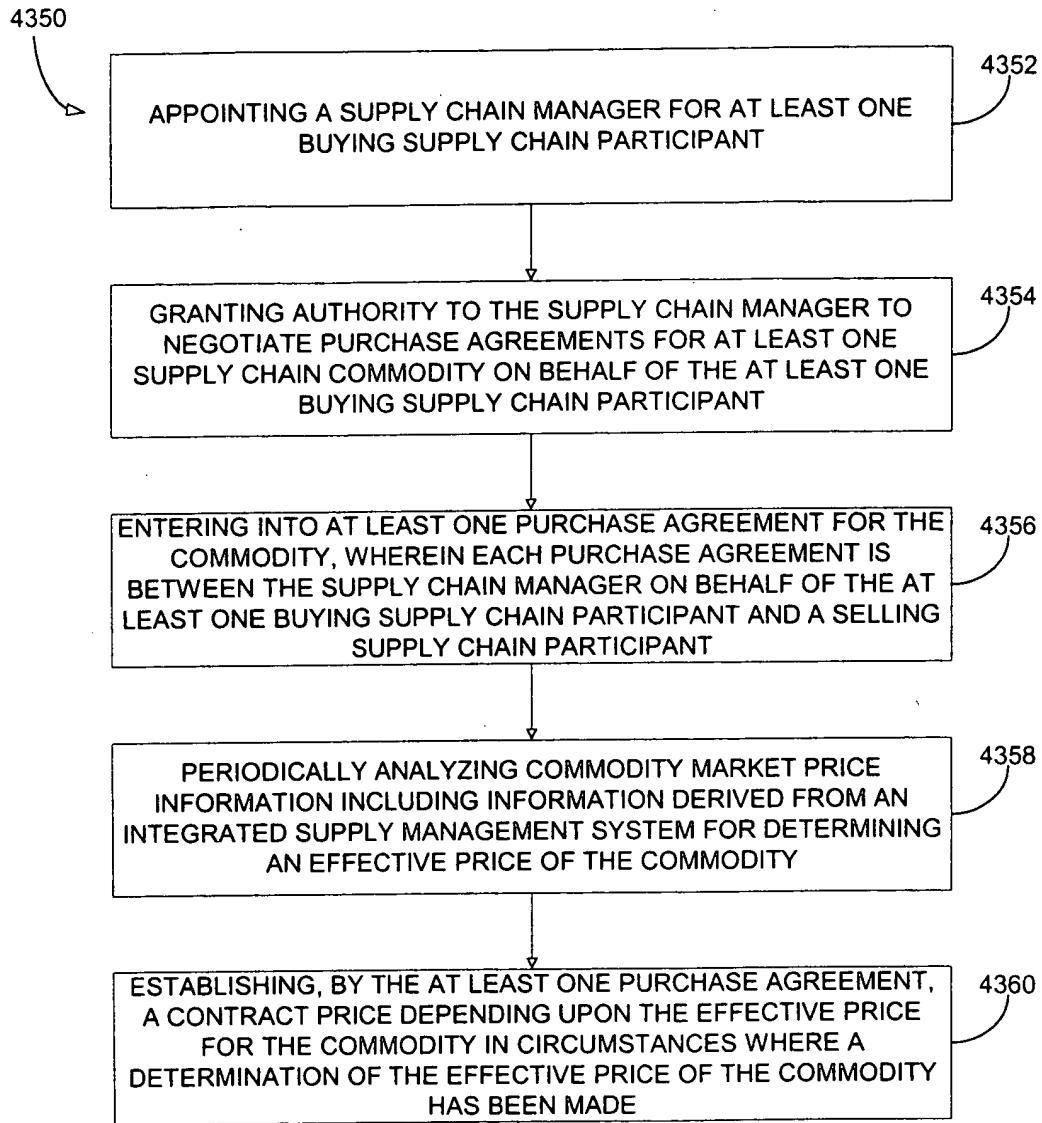 4350
4352
APPOINTING A SUPPLY CHAIN MANAGER FOR AT LEAST ONE
BUYING SUPPLY CHAIN PARTICIPANT
4354
GRANTING AUTHORITY TO THE SUPPLY CHAIN MANAGER TO
NEGOTIATE PURCHASE AGREEMENTS FOR AT LEAST ONE
SUPPLY CHAIN COMMODITY ON BEHALF OF THE AT LEAST ONE
BUYING SUPPLY CHAIN PARTICIPANT
4356
ENTERING INTO AT LEAST ONE PURCHASE AGREEMENT FOR THE
COMMODITY, WHEREIN EACH PURCHASE AGREEMENT IS
BETWEEN THE SUPPLY CHAIN MANAGER ON BEHALF OF THE AT
LEAST ONE BUYING SUPPLY CHAIN PARTICIPANT AND A SELLING
SUPPLY CHAIN PARTICIPANT
4358
PERIODICALLY ANALYZING COMMODITY MARKET PRICE
INFORMATION INCLUDING INFORMATION DERIVED FROM AN
INTEGRATED SUPPLY MANAGEMENT SYSTEM FOR DETERMINING
AN EFFECTIVE PRICE OF THE COMMODITY
4360
ESTABLISHING, BY THE AT LEAST ONE PURCHASE AGREEMENT,
A CONTRACT PRICE DEPENDING UPON THE EFFECTIVE PRICE
FOR THE COMMODITY IN CIRCUMSTANCES WHERE A
DETERMINATION OF THE EFFECTIVE PRICE OF THE COMMODITY
HAS BEEN MADE